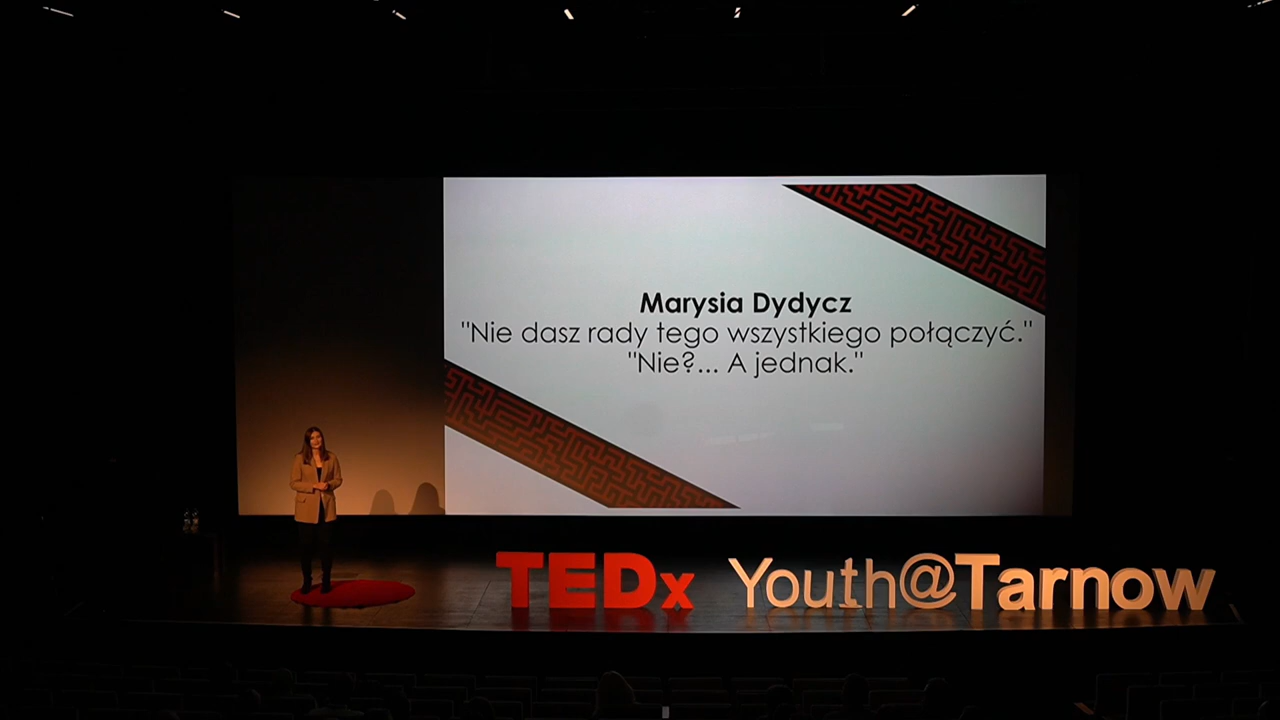 Marysia Dydycz
"Nie dasz rady tego wszystkiego połączyć."
"Nie?... A jednak."
TEDx Youth@Tarnow